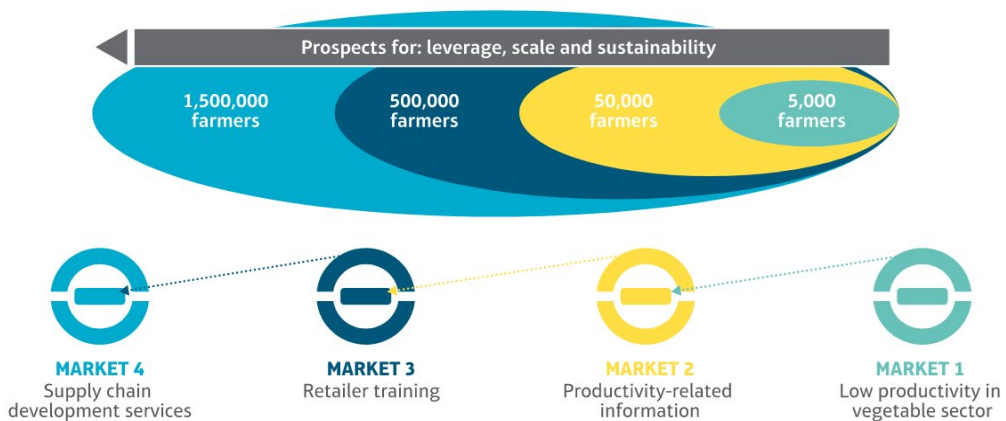 Prospects for: leverage, scale and sustainability
1,500,000
farmers
500,000
farmers
50,000
farmers
5,000
farmers
MARKET 4
Supply chain
development services
MARKET 3
Retailer training
MARKET 2
Productivity-related
information
MARKET 1
Low productivity in
vegetable sector